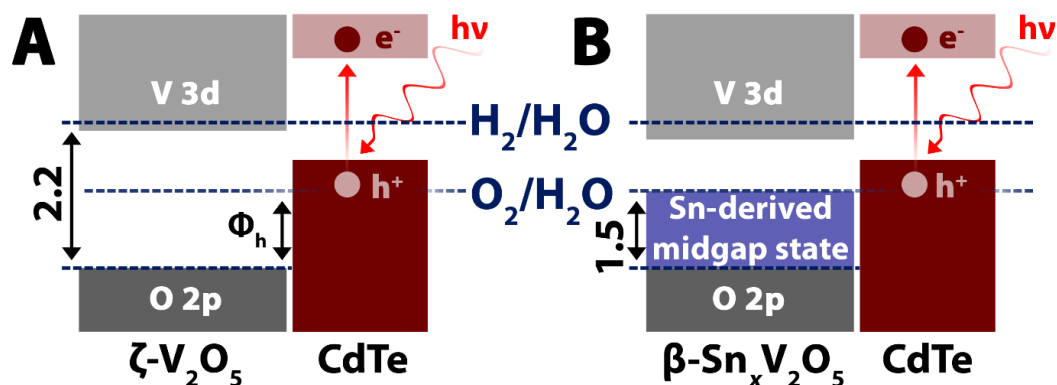 A
V 3d
e⁻
hν
2.2
h⁺
Φₕ
O 2p
ζ-V₂O₅
CdTe
H₂/H₂O
O₂/H₂O
B
V 3d
e⁻
hν
h⁺
1.5
Sn-derived
midgap state
O 2p
β-SnₓV₂O₅
CdTe